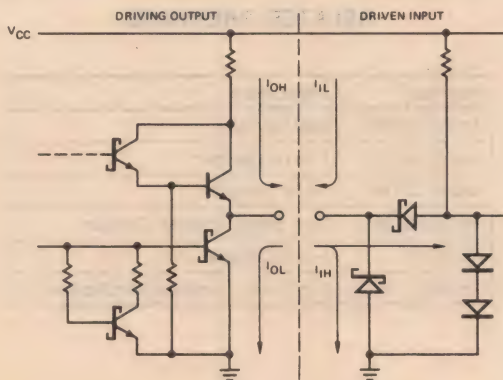 DRIVING OUTPUT
DRIVEN INPUT
VCC
IOH
IIL
IOL
IIH